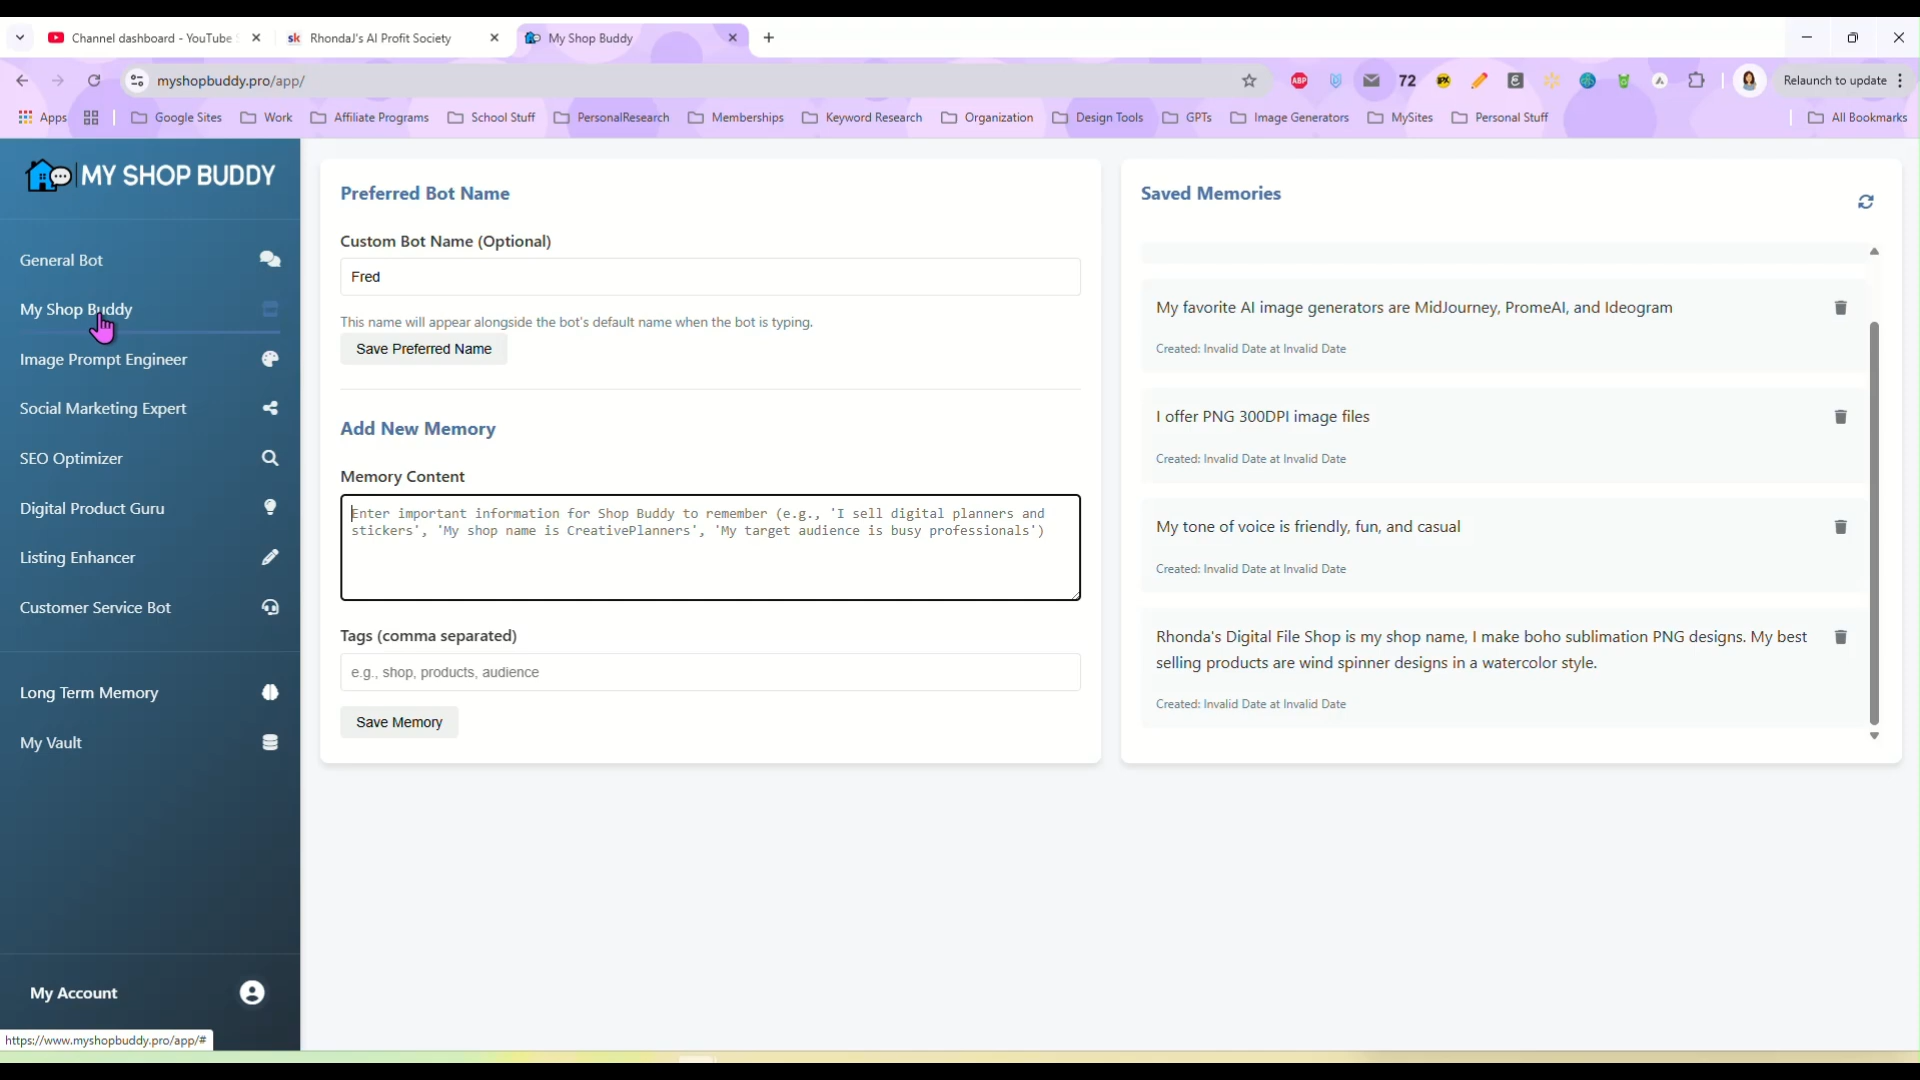 Channel dashboard - YouTube S
RhondaJ's AI Profit Society
My Shop Buddy
myshopbuddy.pro/app/
ABP
72
Relaunch to update
Apps
Google Sites
Work
Affiliate Programs
School Stuff
PersonalResearch
Memberships
Keyword Research
Organization
Design Tools
GPTs
Image Generators
MySites
Personal Stuff
All Bookmarks
MY SHOP BUDDY
General Bot
My Shop Buddy
Image Prompt Engineer
Social Marketing Expert
SEO Optimizer
Digital Product Guru
Listing Enhancer
Customer Service Bot
Long Term Memory
My Vault
My Account
https://www.myshopbuddy.pro/app/#
Preferred Bot Name
Custom Bot Name (Optional)
Fred
This name will appear alongside the bot's default name when the bot is typing.
Save Preferred Name
Add New Memory
Memory Content
Enter important information for Shop Buddy to remember (e.g., 'I sell digital planners and
stickers', 'My shop name is CreativePlanners', 'My target audience is busy professionals')
Tags (comma separated)
e.g., shop, products, audience
Save Memory
Saved Memories
My favorite AI image generators are MidJourney, PromeAI, and Ideogram
Created: Invalid Date at Invalid Date
I offer PNG 300DPI image files
Created: Invalid Date at Invalid Date
My tone of voice is friendly, fun, and casual
Created: Invalid Date at Invalid Date
Rhonda's Digital File Shop is my shop name, I make boho sublimation PNG designs. My best
selling products are wind spinner designs in a watercolor style.
Created: Invalid Date at Invalid Date